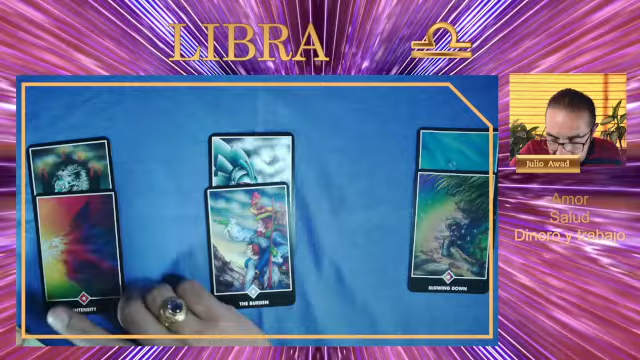 LIBRA
Julio Awad
Amor
Salud
Dinero y trabajo
INTENSITY
THE BURDEN
SLOWING DOWN